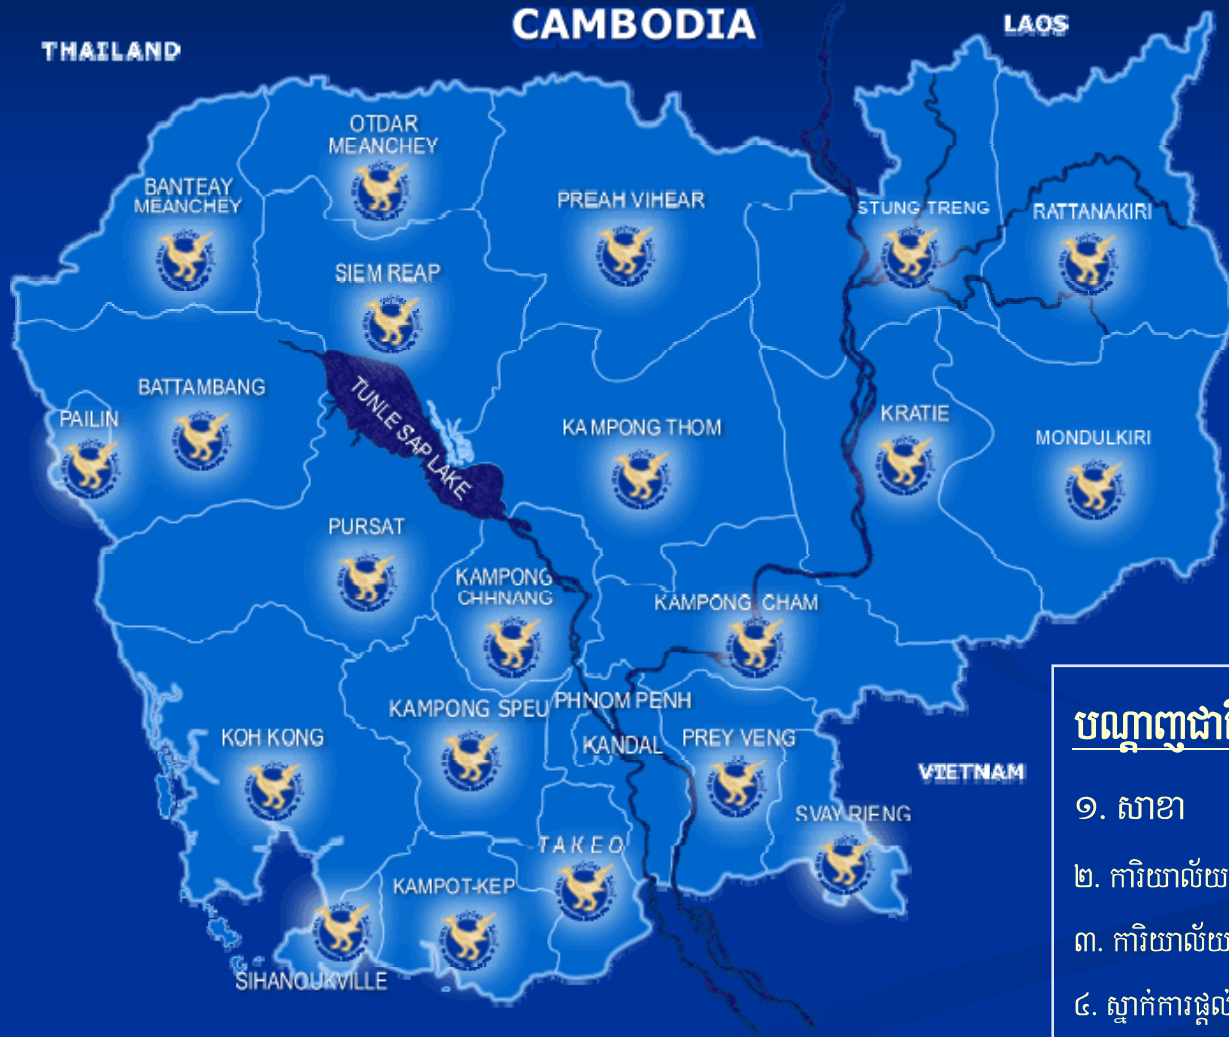 CAMBODIA
LAOS
THAILAND
OTDAR
MEANCHEY
BANTEAY
MEANCHEY
PREAH VIHEAR
STUNG TRENG
RATTANAKIRI
SIEM REAP
BATTAMBANG
PAILIN
TUNLE SAP LAKE
KAMPONG THOM
KRATIE
MONDULKIRI
PURSAT
KAMPONG
CHHNANG
KAMPONG CHAM
KAMPONG SPEU
PHNOM PENH
KOH KONG
KANDAL
PREY VENG
VIETNAM
SVAY RIENG
TAKEO
KAMPOT-KEP
SIHANOUKVILLE
១. សាខា
២. ការិយាល័យ
៣. ការិយាល័យ
៤.